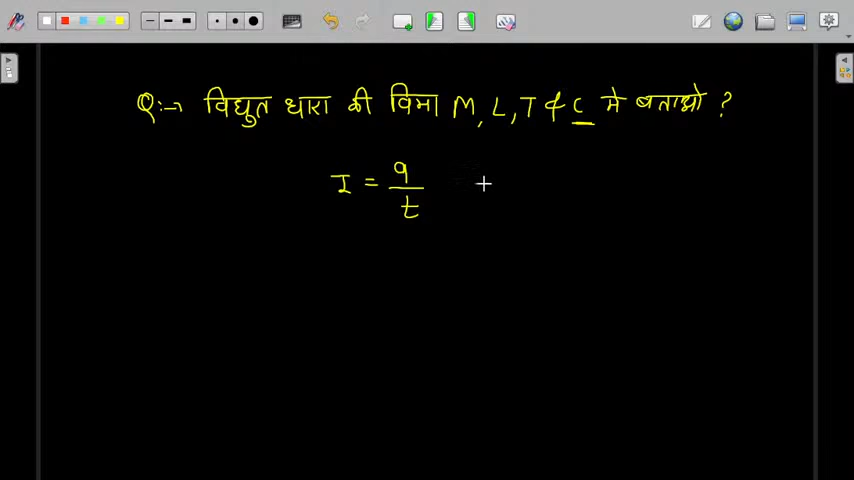 Q:→ विद्युत धारा की विमा M, L, T & C मे बताओ ?
I = q/t